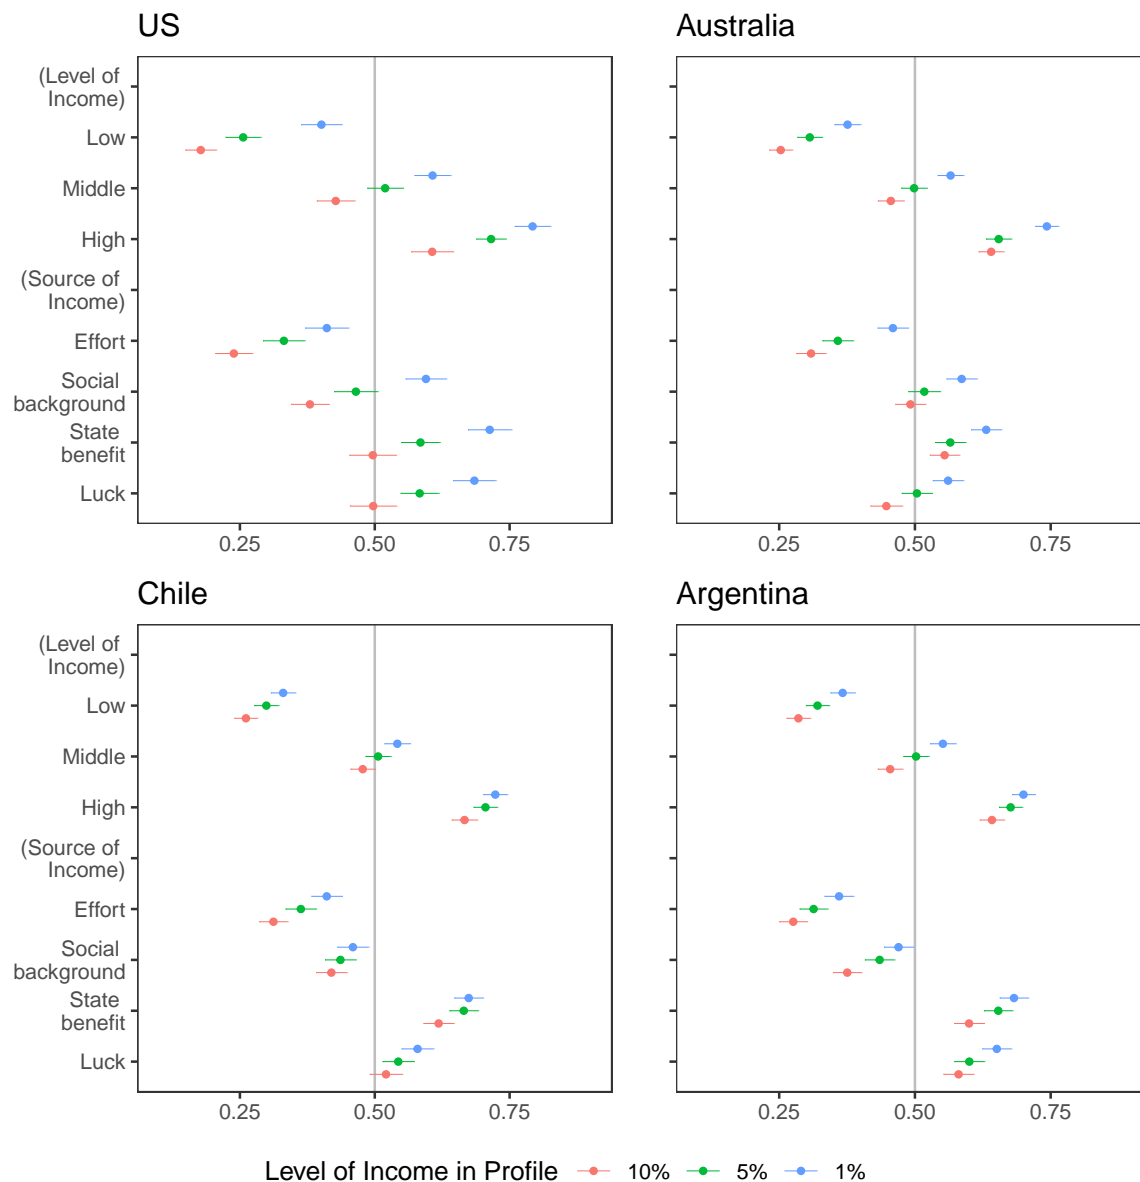 US
(Level of
Income)
Low
Middle
High
(Source of
Income)
Effort
Social
background
State
benefit
Luck
0.25 0.50 0.75
Australia
0.25 0.50 0.75
Chile
(Level of
Income)
Low
Middle
High
(Source of
Income)
Effort
Social
background
State
benefit
Luck
0.25 0.50 0.75
Argentina
0.25 0.50 0.75
Level of Income in Profile 10% 5% 1%